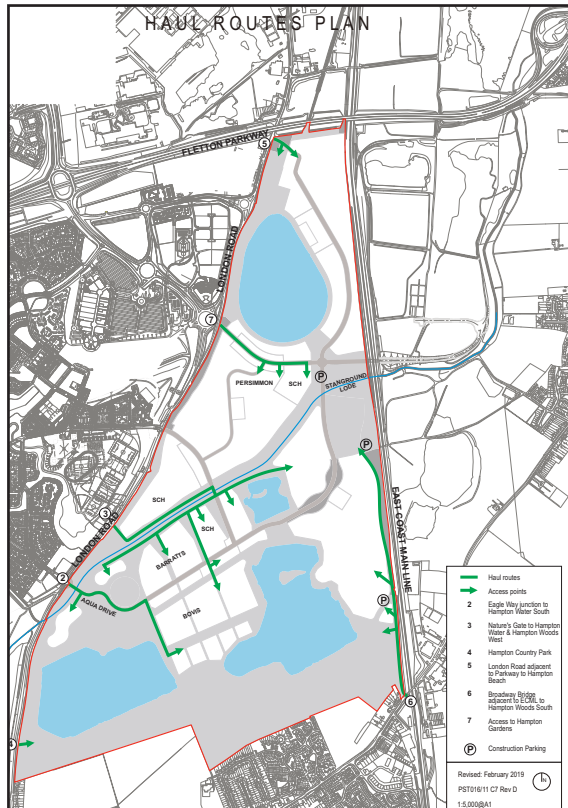 HAUL ROUTES PLAN
FLETTON PARKWAY
5
LONDON ROAD
7
PERSIMMON
SCH
P
STANGROUND
LODE
P
EAST COAST MAIN LINE
SCH
3
SCH
LONDON ROAD
BARRATTS
2
AQUA DRIVE
BOVIS
P
6
4
Haul routes
Access points
2 Eagle Way junction to
Hampton Water South
3 Nature's Gate to Hampton
Water & Hampton Woods
West
4 Hampton Country Park
5 London Road adjacent
to Parkway to Hampton
Beach
6 Broadway Bridge
adjacent to ECML to
Hampton Woods South
7 Access to Hampton
Gardens
P Construction Parking
Revised: February 2019
N
PST016/11 C7 Rev D
1:5,000@A1